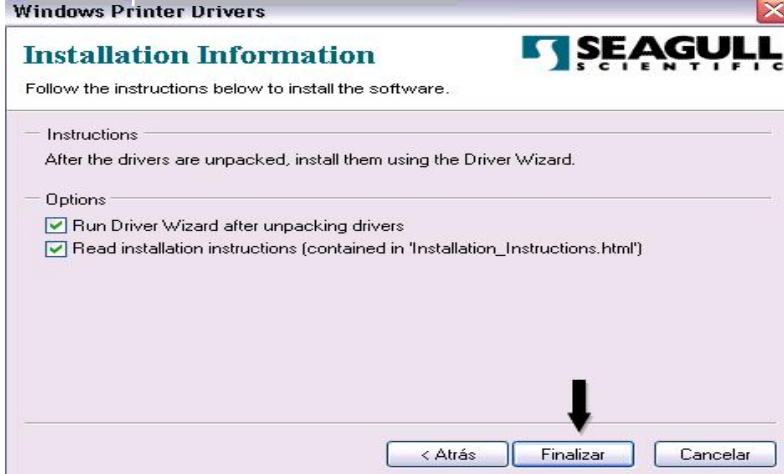 Windows Printer Drivers
Installation Information
SEAGULL
SCIENTIFIC
Follow the instructions below to install the software.
Instructions
After the drivers are unpacked, install them using the Driver Wizard.
Options
Run Driver Wizard after unpacking drivers
Read installation instructions (contained in 'Installation_Instructions.html')
< Atrás
Finalizar
Cancelar